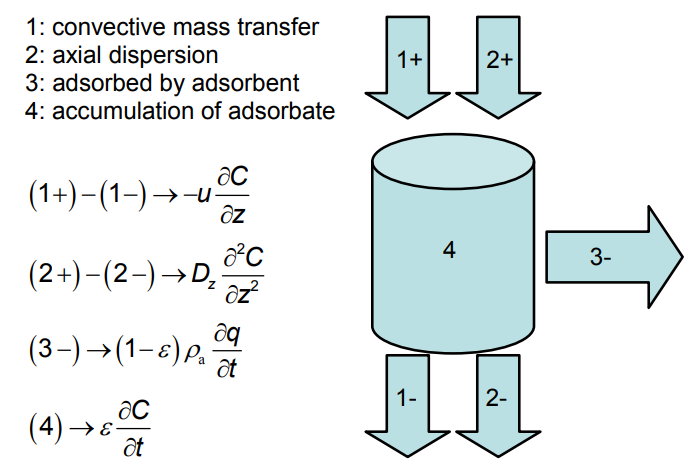 1: convective mass transfer
2: axial dispersion
3: adsorbed by adsorbent
4: accumulation of adsorbate
1+ 2+
(1+)−(1−)→−u ∂C/∂z
4
3-
(2+)−(2−)→D_z ∂²C/∂z²
(3−)→(1−ε)ρ_a ∂q/∂t
1- 2-
(4)→ε ∂C/∂t